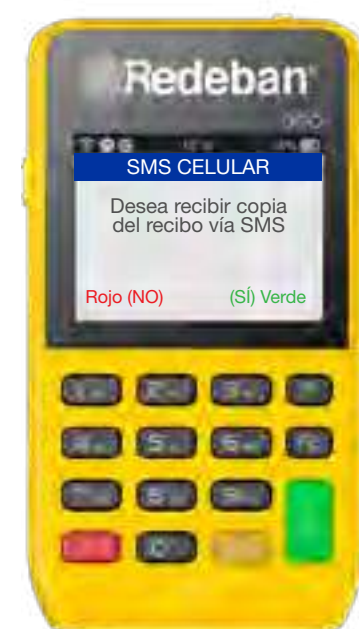 Redeban
SMS CELULAR
Desea recibir copia
del recibo vía SMS
Rojo (NO) (SÍ) Verde